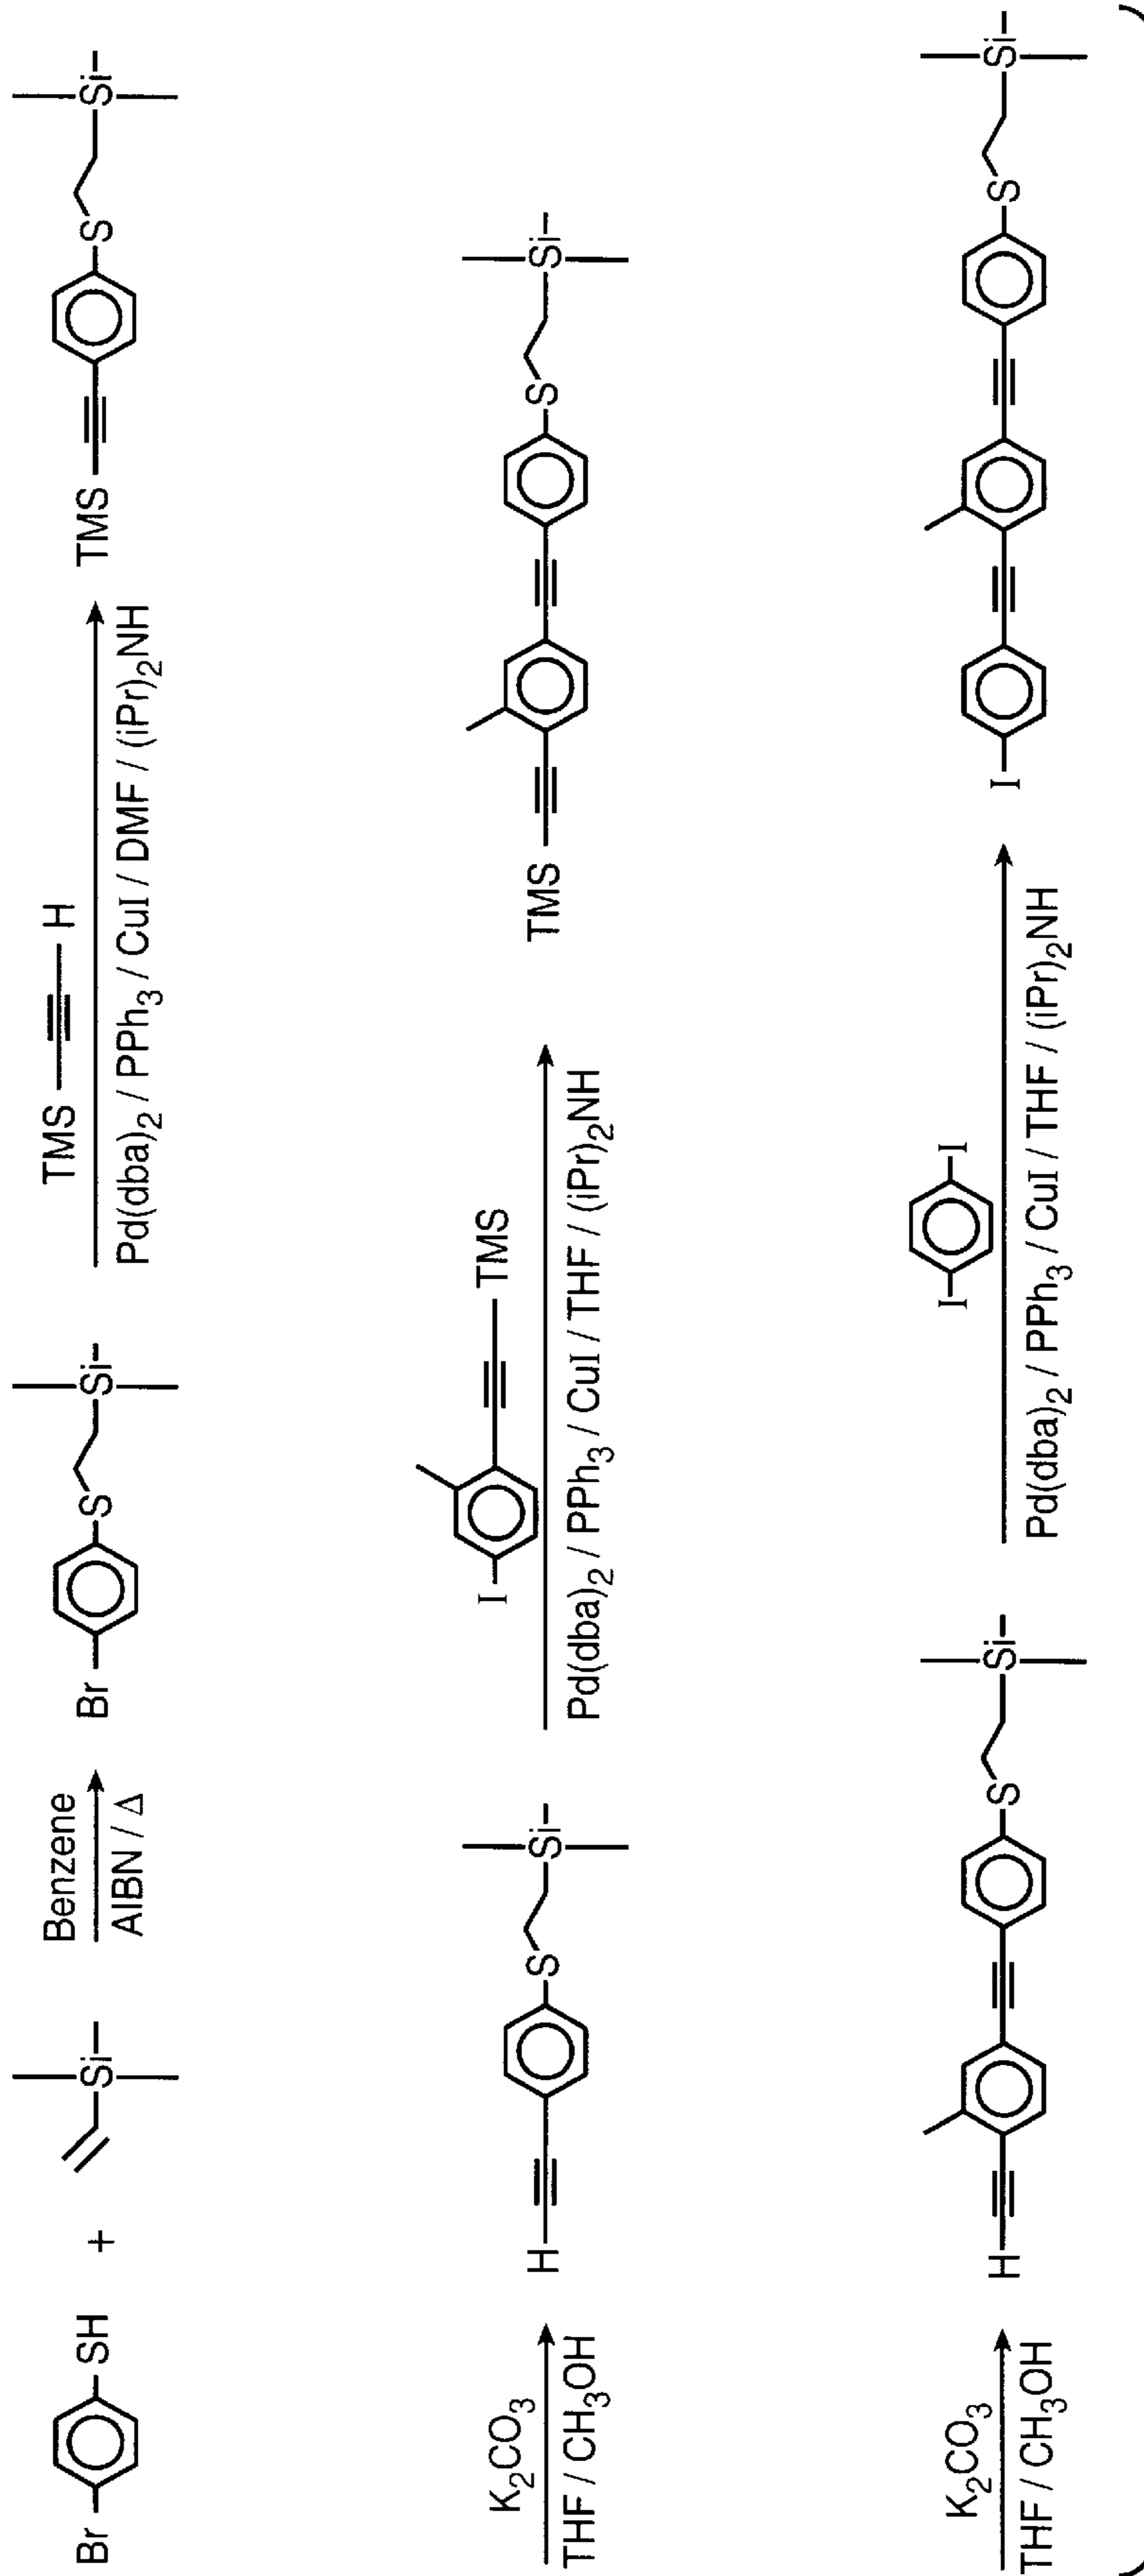 Br SH + Si
Benzene
AIBN / Δ
Br S Si
TMS H
Pd(dba)₂ / PPh₃ / CuI / DMF / (iPr)₂NH
TMS S Si
K₂CO₃
THF / CH₃OH
H S Si
I TMS
Pd(dba)₂ / PPh₃ / CuI / THF / (iPr)₂NH
TMS S Si
K₂CO₃
THF / CH₃OH
H S Si
I I
Pd(dba)₂ / PPh₃ / CuI / THF / (iPr)₂NH
I S Si